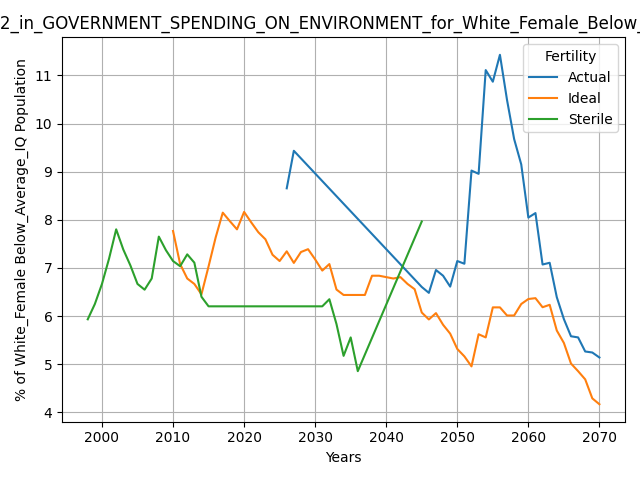 2_in_GOVERNMENT_SPENDING_ON_ENVIRONMENT_for_White_Female_Below_
Fertility
Actual
Ideal
Sterile
% of White_Female Below_Average_IQ Population
11
10
9
8
7
6
5
4
2000 2010 2020 2030 2040 2050 2060 2070
Years